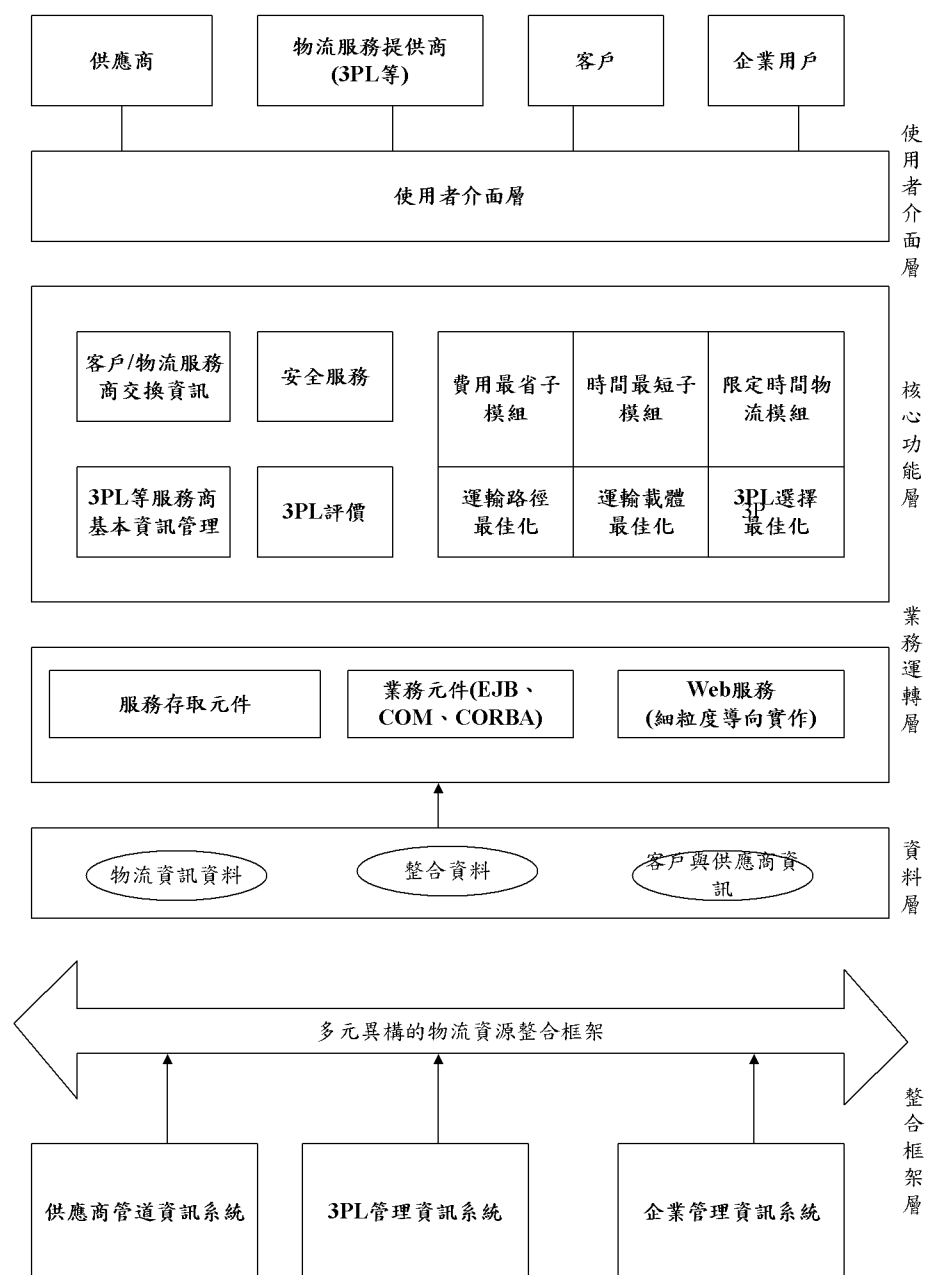 供應商
物流服務提供商
(3PL等)
客戶
企業用戶
使用者介面層
使用者介面層
客戶/物流服務
商交換資訊
安全服務
費用最省子
模組
時間最短子
模組
限定時間物
流模組
3PL等服務商
基本資訊管理
3PL評價
運輸路徑
最佳化
運輸載體
最佳化
3PL選擇
3P
最佳化
核心功能層
服務存取元件
業務元件(EJB、
COM、CORBA)
Web服務
(細粒度導向實作)
業務運轉層
物流資訊資料
整合資料
客戶與供應商資
訊
資料層
多元異構的物流資源整合框架
供應商管道資訊系統
3PL管理資訊系統
企業管理資訊系統
整合框架層